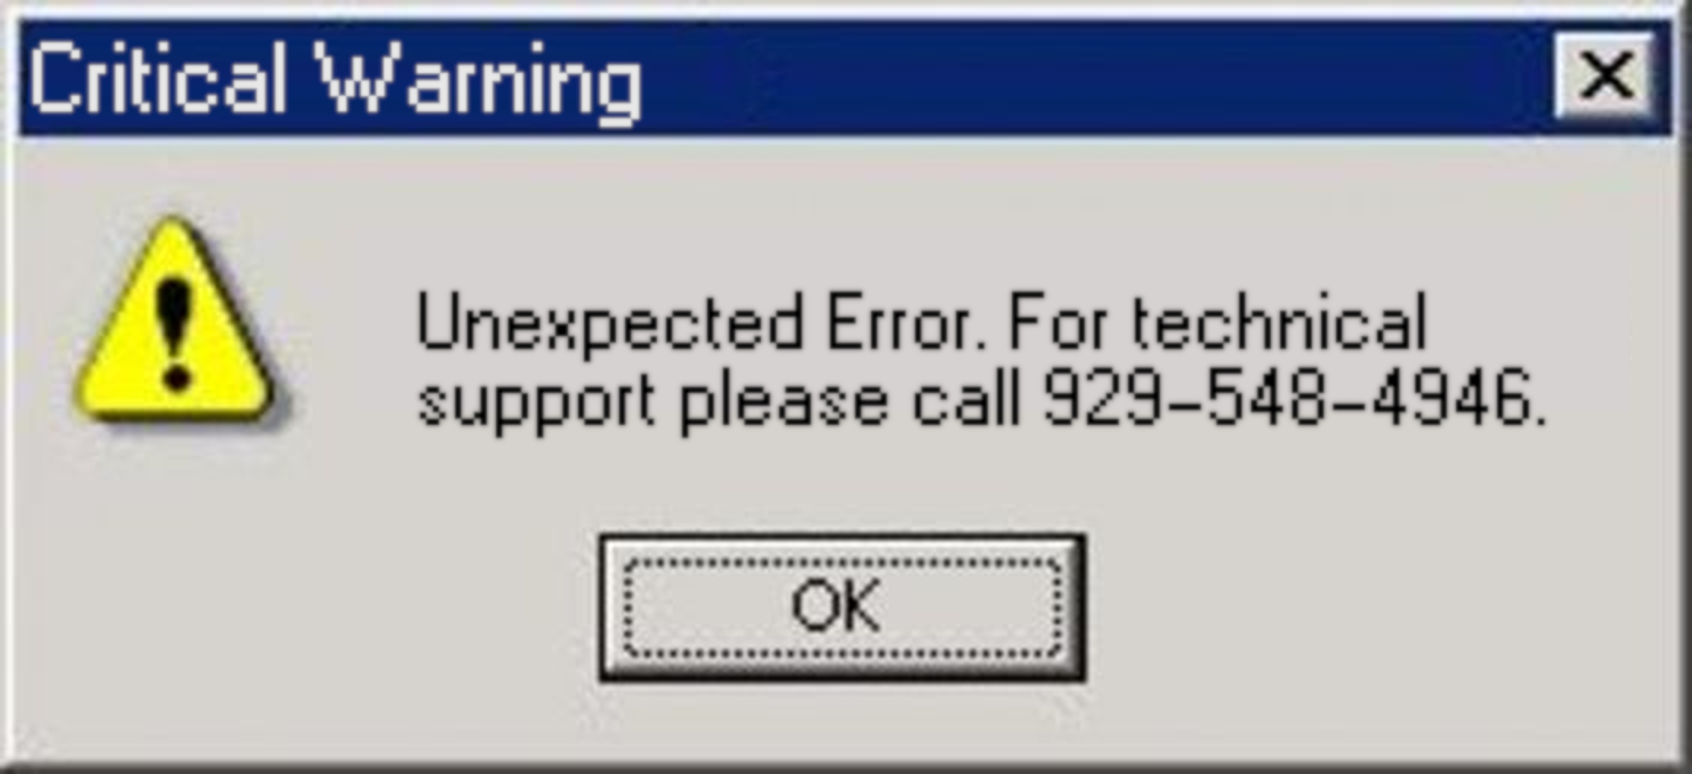 Critical Warning
Unexpected Error. For technical
support please call 929-548-4946.
OK